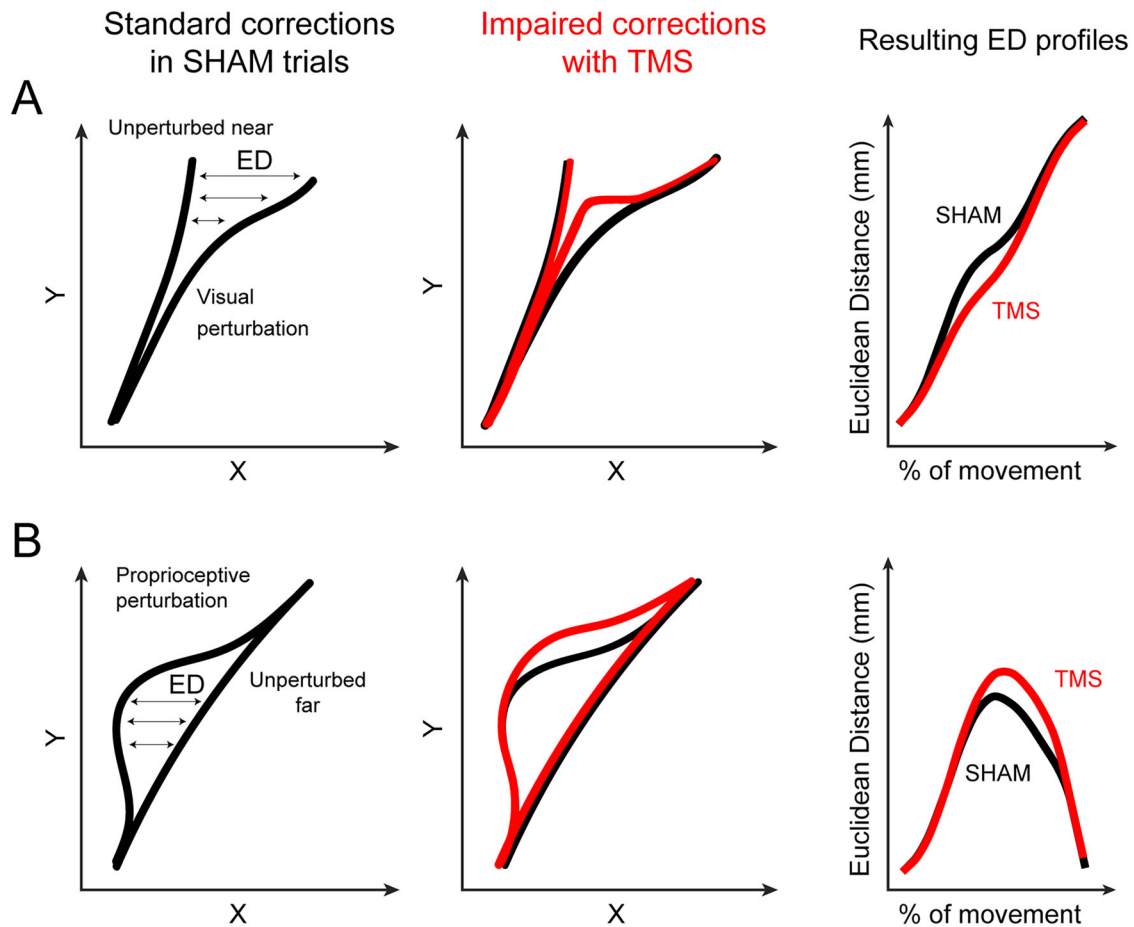 Standard corrections
in SHAM trials
Impaired corrections
with TMS
Resulting ED profiles
A
Unperturbed near
ED
Visual
perturbation
Y
X
Y
X
Euclidean Distance (mm)
SHAM
TMS
% of movement
B
Proprioceptive
perturbation
ED
Unperturbed
far
Y
X
Y
X
Euclidean Distance (mm)
TMS
SHAM
% of movement